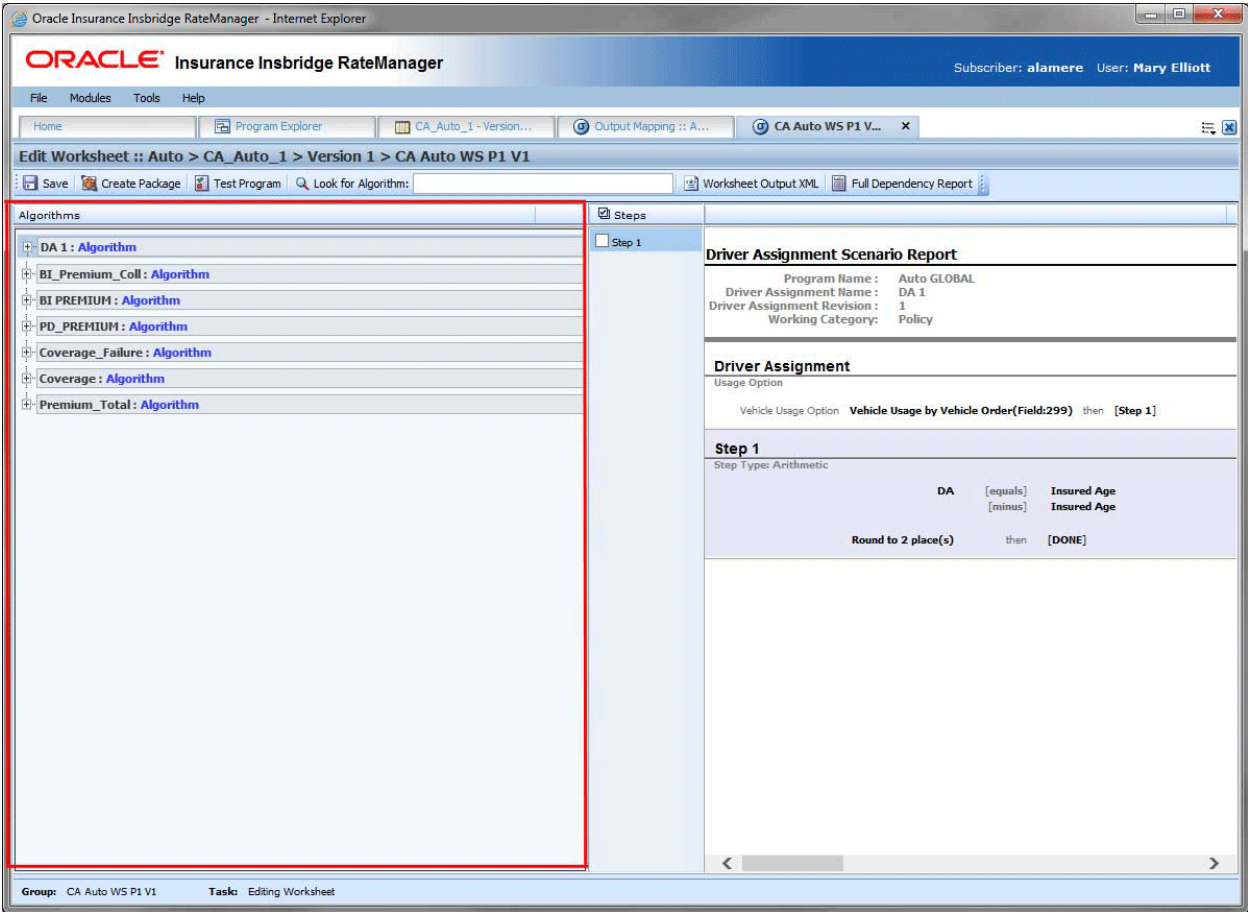 Oracle Insurance Insbridge RateManager - Internet Explorer
ORACLE Insurance Insbridge RateManager
Subscriber: alamere User: Mary Elliott
File Modules Tools Help
Home Program Explorer CA_Auto_1 - Version... Output Mapping :: A... CA Auto WS P1 V... x
Edit Worksheet :: Auto > CA_Auto_1 > Version 1 > CA Auto WS P1 V1
Save Create Package Test Program Look for Algorithm: Worksheet Output XML Full Dependency Report
Algorithms
DA 1 : Algorithm
BI_Premium_Coll : Algorithm
BI PREMIUM : Algorithm
PD_PREMIUM : Algorithm
Coverage_Failure : Algorithm
Coverage : Algorithm
Premium_Total : Algorithm
Steps
Step 1
Driver Assignment Scenario Report
Program Name : Auto GLOBAL
Driver Assignment Name : DA 1
Driver Assignment Revision : 1
Working Category: Policy
Driver Assignment
Usage Option
Vehicle Usage Option Vehicle Usage by Vehicle Order(Field:299) then [Step 1]
Step 1
Step Type: Arithmetic
DA [equals] Insured Age
[minus] Insured Age
Round to 2 place(s) then [DONE]
Group: CA Auto WS P1 V1 Task: Editing Worksheet